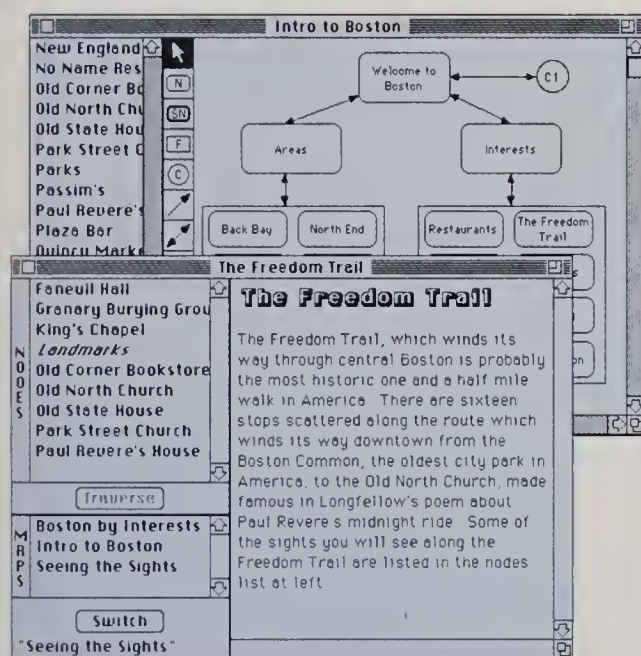 Intro to Boston
New England
No Name Res
Old Corner Bo
Old North Chu
Old State Hou
Park Street C
Parks
Passim's
Paul Revere's
Plaza Bar
Quincy Marke
N
SN
F
C
Welcome to
Boston
C1
Areas
Interests
Back Bay
North End
Restaurants
The Freedom
Trail
s
on
The Freedom Trail
NODES
Faneuil Hall
Granary Burying Grou
King's Chapel
Landmarks
Old Corner Bookstore
Old North Church
Old State House
Park Street Church
Paul Revere's House
Traverse
MAPS
Boston by Interests
Intro to Boston
Seeing the Sights
Switch
"Seeing the Sights"
The Freedom Trail
The Freedom Trail, which winds its
way through central Boston is probably
the most historic one and a half mile
walk in America There are sixteen
stops scattered along the route which
winds its way downtown from the
Boston Common, the oldest city park in
America, to the Old North Church, made
famous in Longfellow's poem about
Paul Revere s midnight ride Some of
the sights you will see along the
Freedom Trail are listed in the nodes
list at left